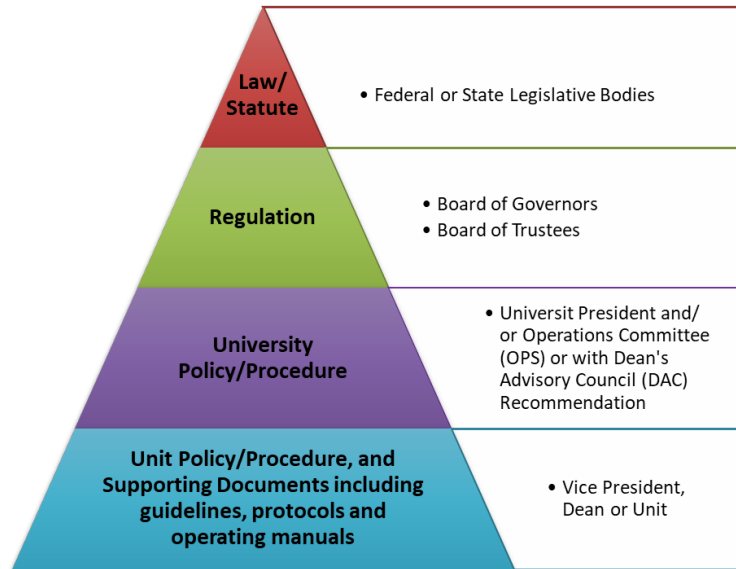 Law/
Statute
• Federal or State Legislative Bodies
Regulation
• Board of Governors
• Board of Trustees
University
Policy/Procedure
• Universit President and/
or Operations Committee
(OPS) or with Dean's
Advisory Council (DAC)
Recommendation
Unit Policy/Procedure, and
Supporting Documents including
guidelines, protocols and
operating manuals
• Vice President,
Dean or Unit